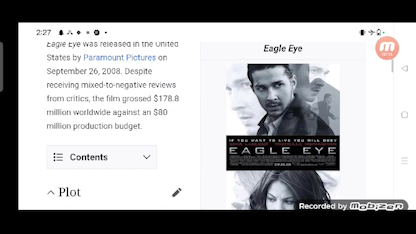 2:27
Eagle Eye was released in the United
States by Paramount Pictures on
September 26, 2008. Despite
receiving mixed-to-negative reviews
from critics, the film grossed $178.8
million worldwide against an $80
million production budget.
Contents
Plot
Eagle Eye
IF YOU WANT TO LIVE YOU WILL OBEY
EAGLE EYE
Recorded by Mobizen